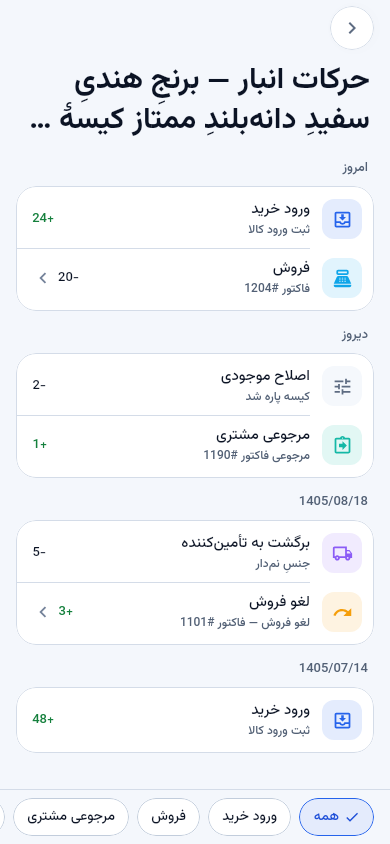 حرکات انبار — برنجِ هندیِ
سفیدِ دانه‌بلندِ ممتاز کیسهٔ ...
امروز
ورود خرید
+24
ثبت ورود کالا
فروش
-20
فاکتور #1204
دیروز
اصلاح موجودی
-2
کیسه پاره شد
مرجوعی مشتری
+1
مرجوعی فاکتور #1190
1405/08/18
برگشت به تأمین‌کننده
-5
جنسِ نم‌دار
لغو فروش
+3
لغو فروش — فاکتور #1101
1405/07/14
ورود خرید
+48
ثبت ورود کالا
همه
ورود خرید
فروش
مرجوعی مشتری